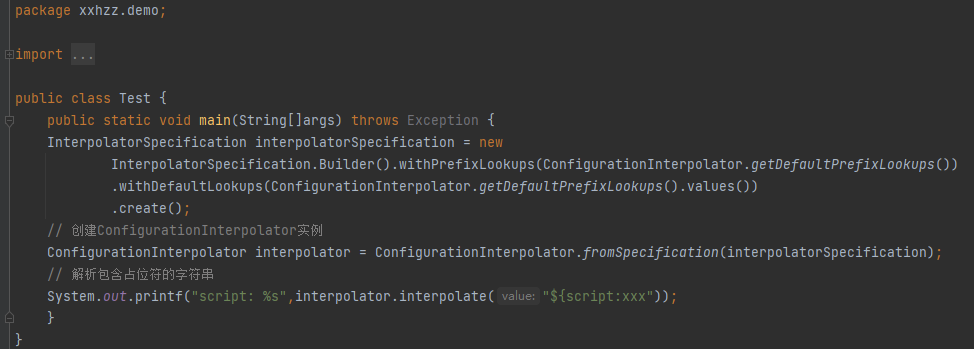 package xxhzz.demo;
import ...
public class Test {
public static void main(String[]args) throws Exception {
InterpolatorSpecification interpolatorSpecification = new
InterpolatorSpecification.Builder().withPrefixLookups(ConfigurationInterpolator.getDefaultPrefixLookups())
.withDefaultLookups(ConfigurationInterpolator.getDefaultPrefixLookups().values())
.create();
// 创建ConfigurationInterpolator实例
ConfigurationInterpolator interpolator = ConfigurationInterpolator.fromSpecification(interpolatorSpecification);
// 解析包含占位符的字符串
System.out.printf("script: %s",interpolator.interpolate( value: "${script:xxx"));
}
}